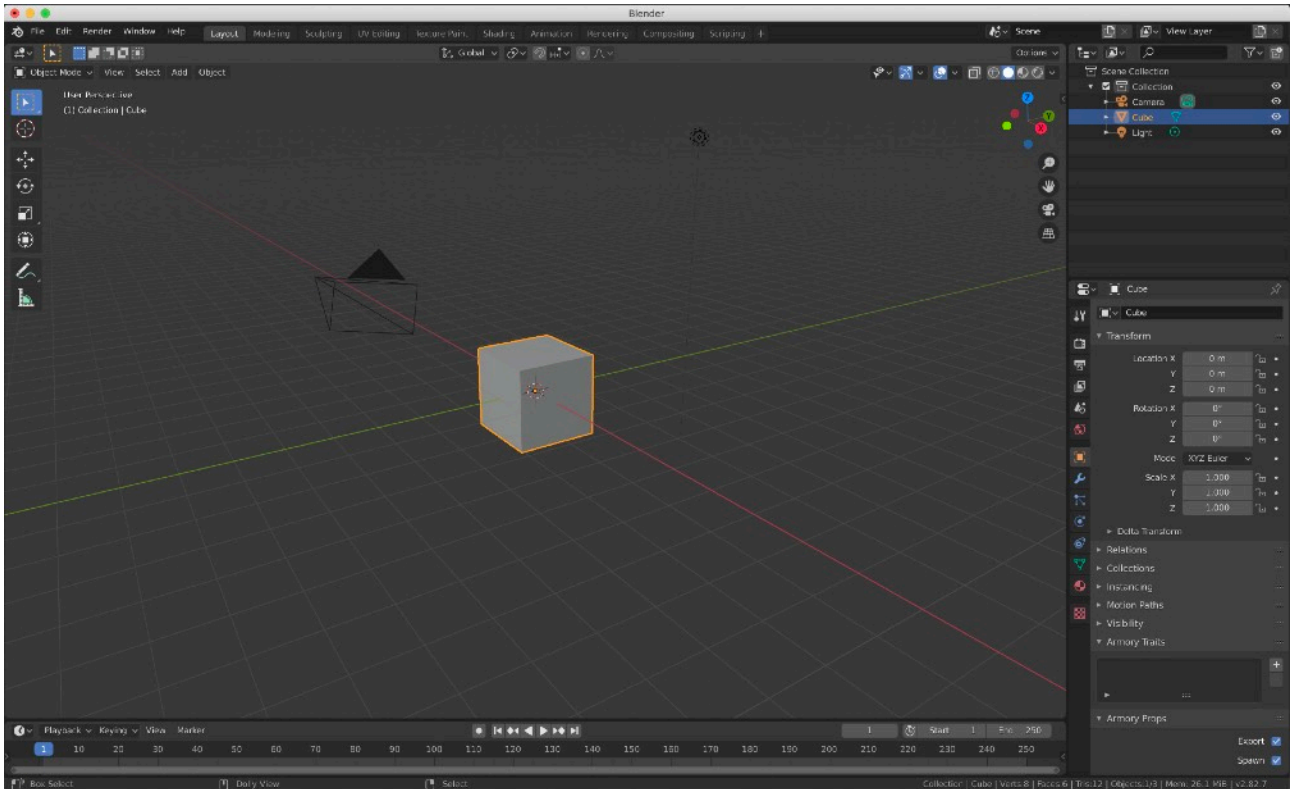 Blender
File Edit Render Window Help Layout Modeling Sculpting UV Editing Texture Paint Shading Animation Rendering Compositing Scripting + Scene View Layer
Global Options
Object Mode View Select Add Object
User Perspective
(1) Collection | Cube
Z
Y
X
Scene Collection
Collection
Camera
Cube
Light
Cube
Cube
Transform
Location X 0 m
Y 0 m
Z 0 m
Rotation X 0°
Y 0°
Z 0°
Mode XYZ Euler
Scale X 1.000
Y 1.000
Z 1.000
Delta Transform
Relations
Collections
Instancing
Motion Paths
Visibility
Armory Traits
Armory Props
Export
Spawn
Playback Keying View Marker 1 Start 1 End 250
1 10 20 30 40 50 60 70 80 90 100 110 120 130 140 150 160 170 180 190 200 210 220 230 240 250
Box Select Dolly View Select Collection | Cube | Verts:8 | Faces:6 | Tris:12 | Objects:1/3 | Mem: 26.1 MiB | v2.82.7